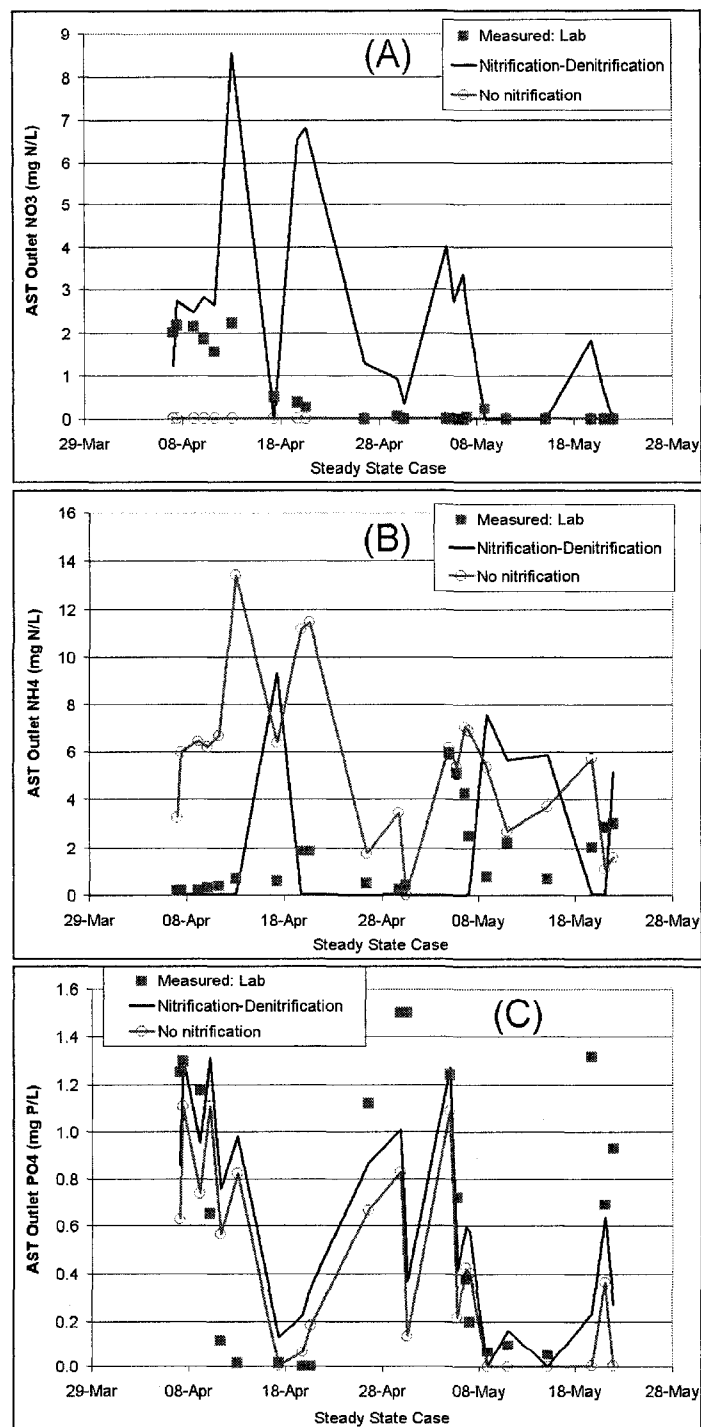 (A)
Measured: Lab
Nitrification-Denitrification
No nitrification
AST Outlet NO3 (mg N/L)
9
8
7
6
5
4
3
2
1
0
29-Mar 08-Apr 18-Apr 28-Apr 08-May 18-May 28-May
Steady State Case
(B)
Measured: Lab
Nitrification-Denitrification
No nitrification
AST Outlet NH4 (mg N/L)
16
14
12
10
8
6
4
2
0
29-Mar 08-Apr 18-Apr 28-Apr 08-May 18-May 28-May
Steady State Case
Measured: Lab
Nitrification-Denitrification
No nitrification
(C)
AST Outlet PO4 (mg P/L)
1.6
1.4
1.2
1.0
0.8
0.6
0.4
0.2
0.0
29-Mar 08-Apr 18-Apr 28-Apr 08-May 18-May 28-May
Steady State Case